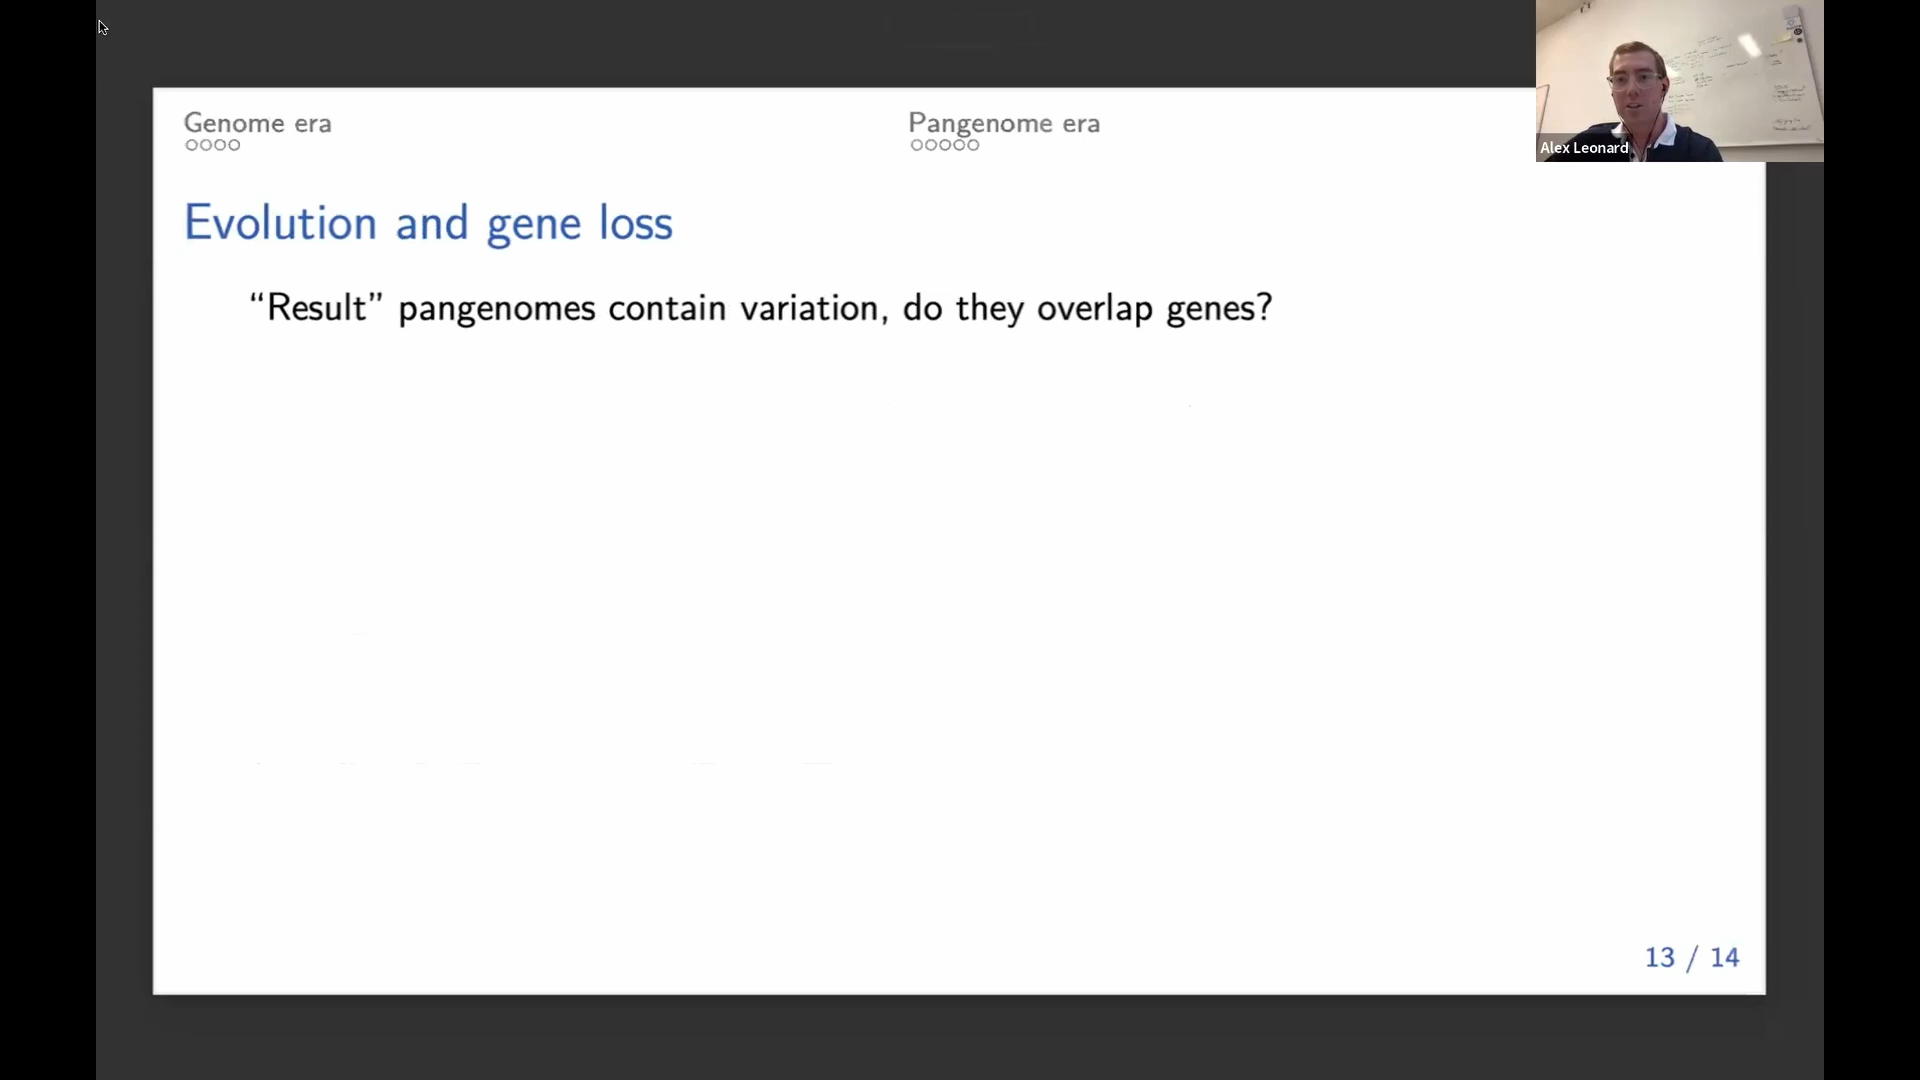 Genome era
Pangenome era
Evolution and gene loss
“Result” pangenomes contain variation, do they overlap genes?
13 / 14
Alex Leonard